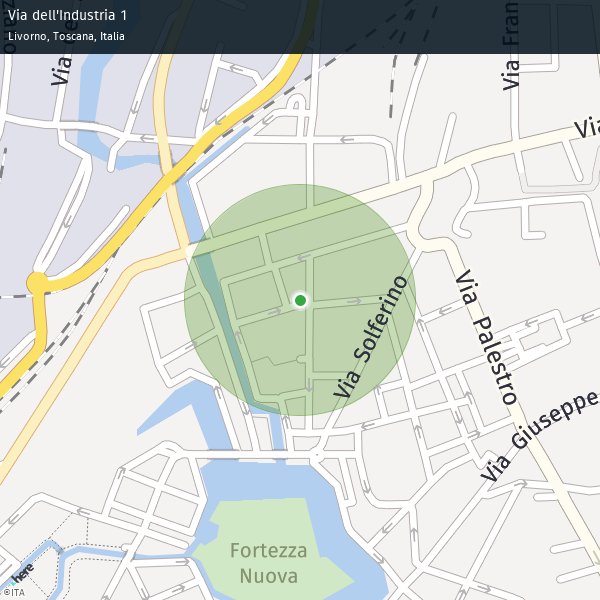 Via dell'Industria 1
Livorno, Toscana, Italia
Via
Via Fran
Via
Via Solferino
Via Palestro
Via Giuseppe
Fortezza
Nuova
here
©ITA